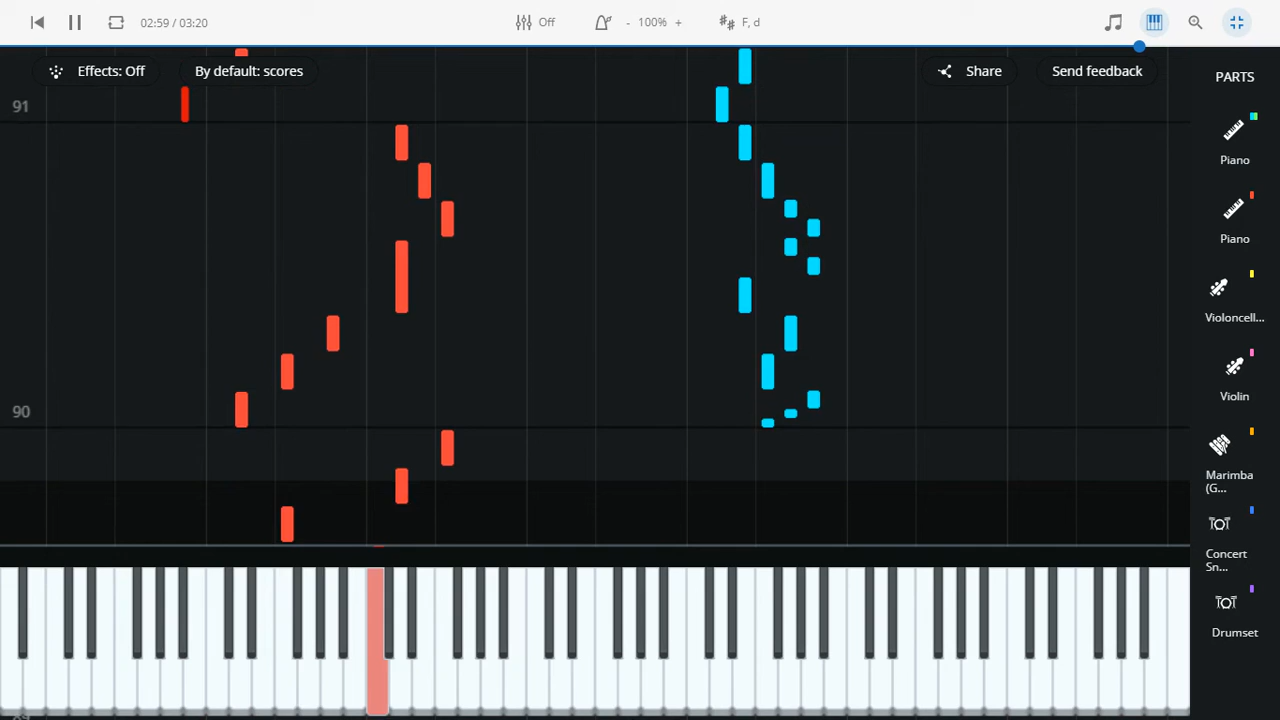 02:59 / 03:20
Off
- 100% +
F, d
Effects: Off
By default: scores
Share
Send feedback
PARTS
91
90
Piano
Piano
Violoncell...
Violin
Marimba
(G...
Concert
Sn...
Drumset